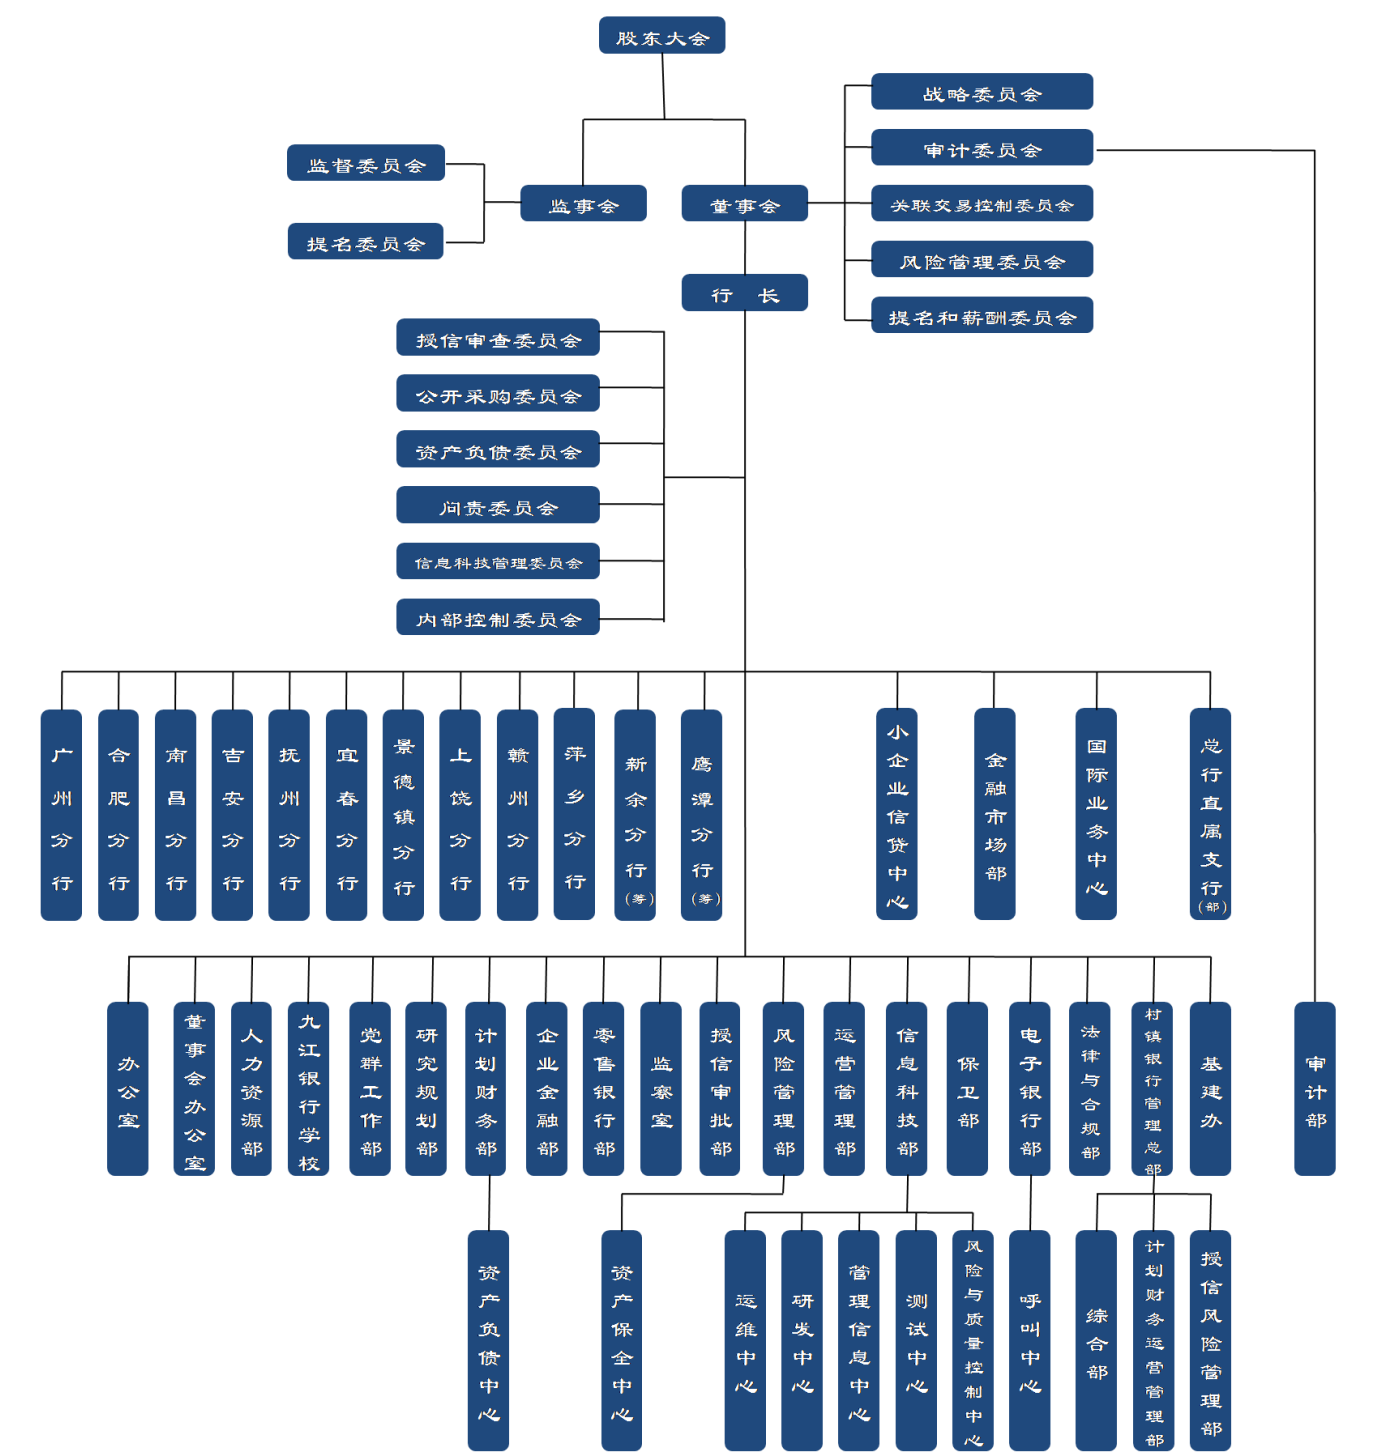 股东大会
战略委员会
审计委员会
监督委员会
监事会
董事会
关联交易控制委员会
提名委员会
风险管理委员会
行 长
提名和薪酬委员会
授信审查委员会
公开采购委员会
资产负债委员会
问责委员会
信息科技管理委员会
内部控制委员会
广州分行
合肥分行
南昌分行
吉安分行
抚州分行
宜春分行
景德镇分行
上饶分行
赣州分行
萍乡分行
新余分行(筹)
鹰潭分行(筹)
小企业信贷中心
金融市场部
国际业务中心
总行直属支行(部)
办公室
董事会办公室
人力资源部
九江银行学校
党群工作部
研究规划部
计划财务部
企业金融部
零售银行部
监察室
授信审批部
风险管理部
运营管理部
信息科技部
保卫部
电子银行部
法律与合规部
村镇银行管理总部
基建办
审计部
资产负债中心
资产保全中心
运维中心
研发中心
管理信息中心
测试中心
风险与质量控制中心
呼叫中心
综合部
计划财务运营管理部
授信风险管理部